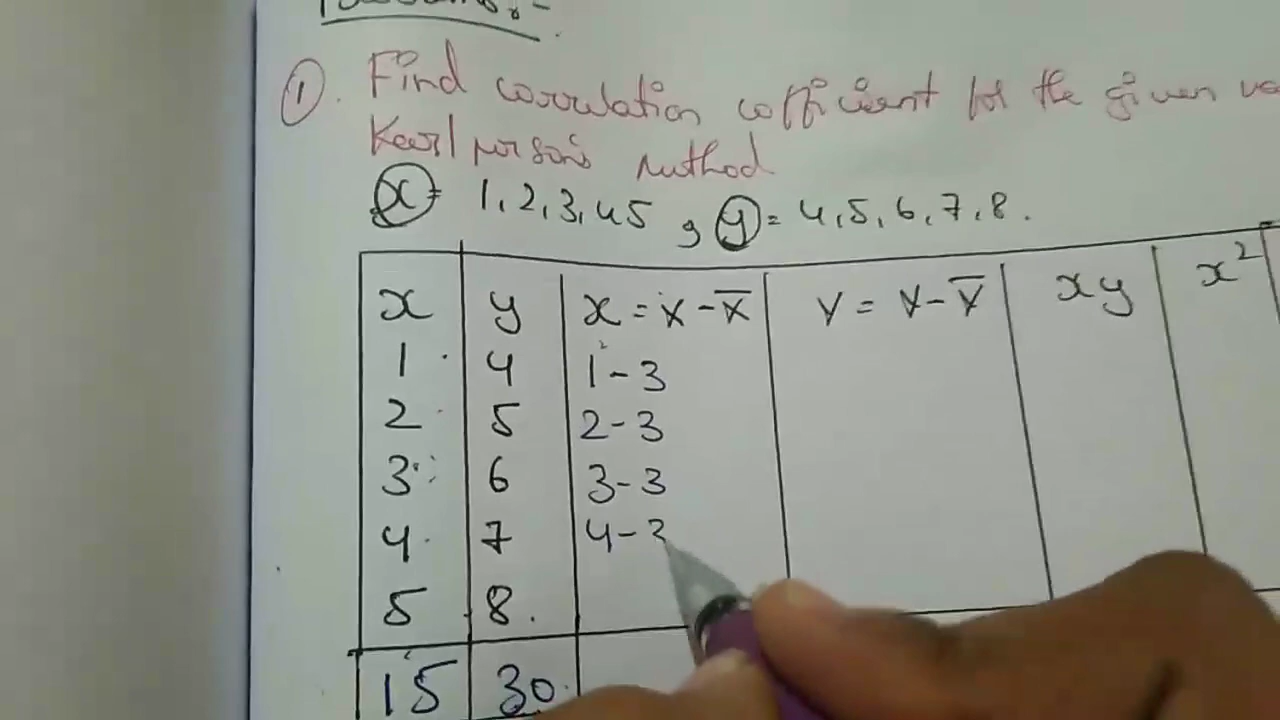 ① Find correlation coefficient for the given
Karl person's method
x = 1, 2, 3, 4 5 , y = 4, 5, 6, 7, 8.
x y x = x - x̅ y = y - y̅ xy x²
1 4 1 - 3
2 5 2 - 3
3 6 3 - 3
4 7 4 - 3
5 8.
15 30